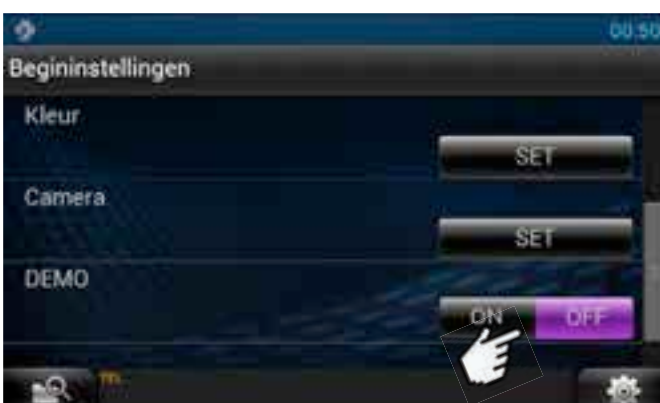 00:50
Begininstellingen
Kleur
SET
Camera
SET
DEMO
ON OFF